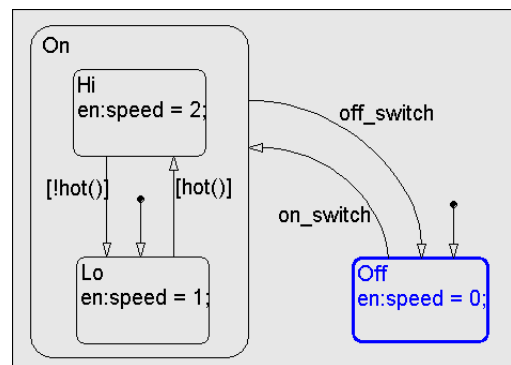 On
Hi
en:speed = 2;
off_switch
[!hot()]
[hot()]
on_switch
Lo
en:speed = 1;
Off
en:speed = 0;